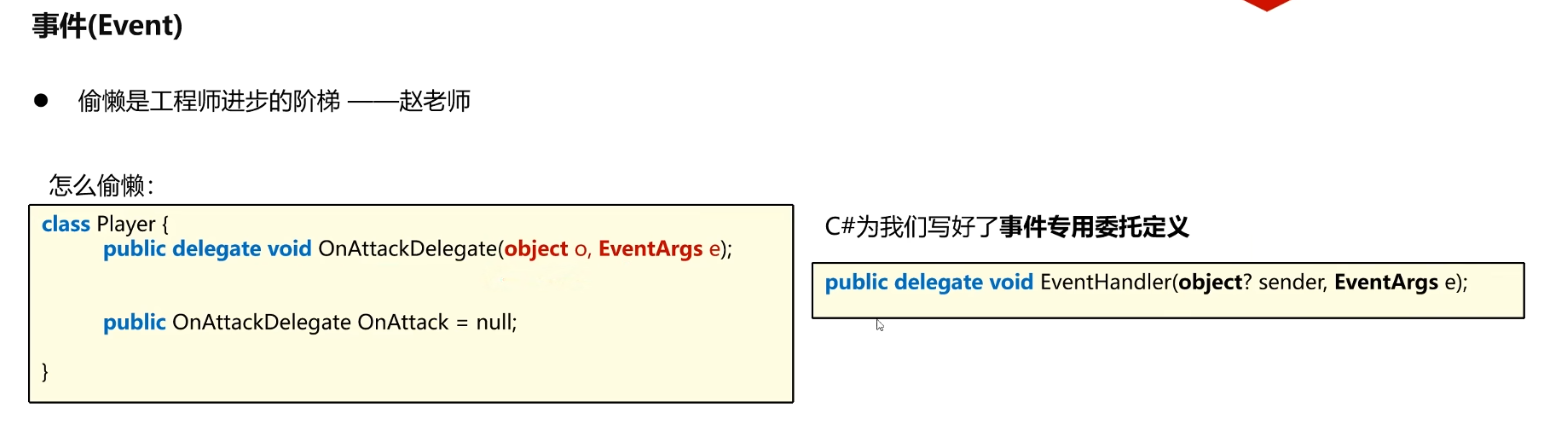 事件(Event)
● 偷懒是工程师进步的阶梯 ——赵老师
怎么偷懒：
class Player {
public delegate void OnAttackDelegate(object o, EventArgs e);
public OnAttackDelegate OnAttack = null;
}
C#为我们写好了事件专用委托定义
public delegate void EventHandler(object? sender, EventArgs e);